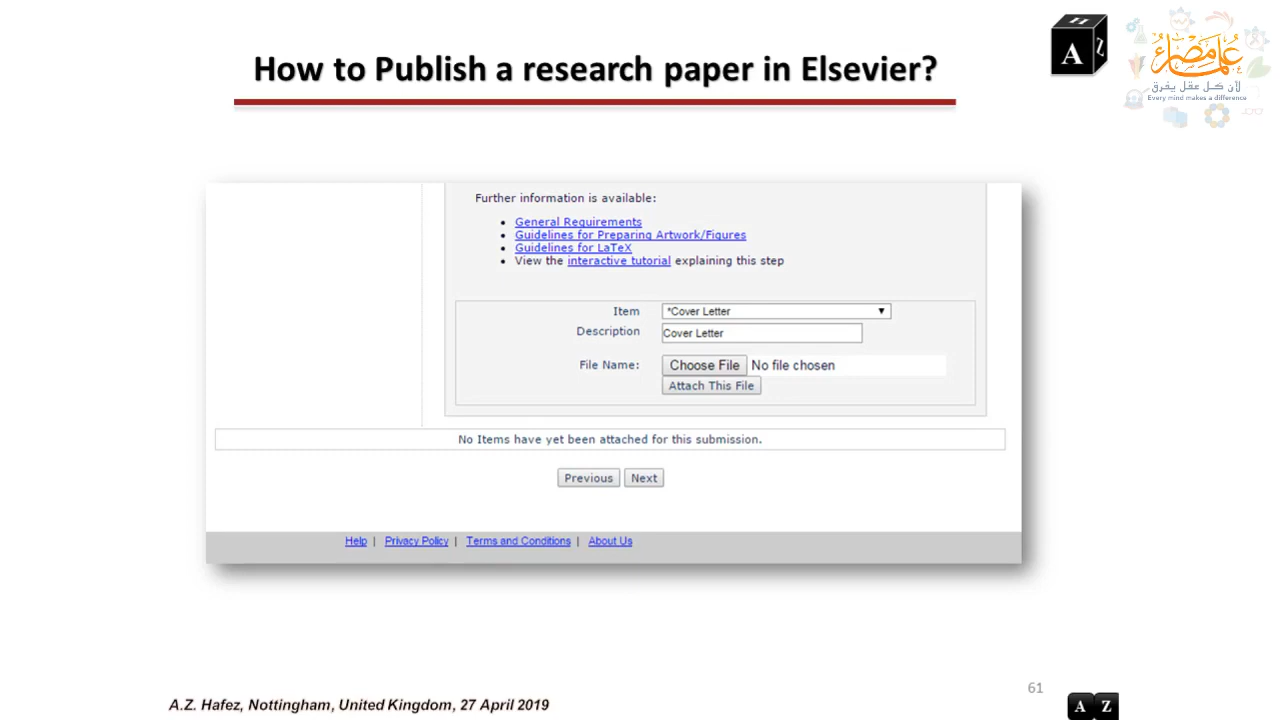 How to Publish a research paper in Elsevier?
H
A
Z
علماء مصر
لأن كل عقل يفرق
Every mind makes a difference
Further information is available:
General Requirements
Guidelines for Preparing Artwork/Figures
Guidelines for LaTeX
View the interactive tutorial explaining this step
Item *Cover Letter
Description Cover Letter
File Name: Choose File No file chosen
Attach This File
No Items have yet been attached for this submission.
Previous Next
Help | Privacy Policy | Terms and Conditions | About Us
A.Z. Hafez, Nottingham, United Kingdom, 27 April 2019
61
A Z